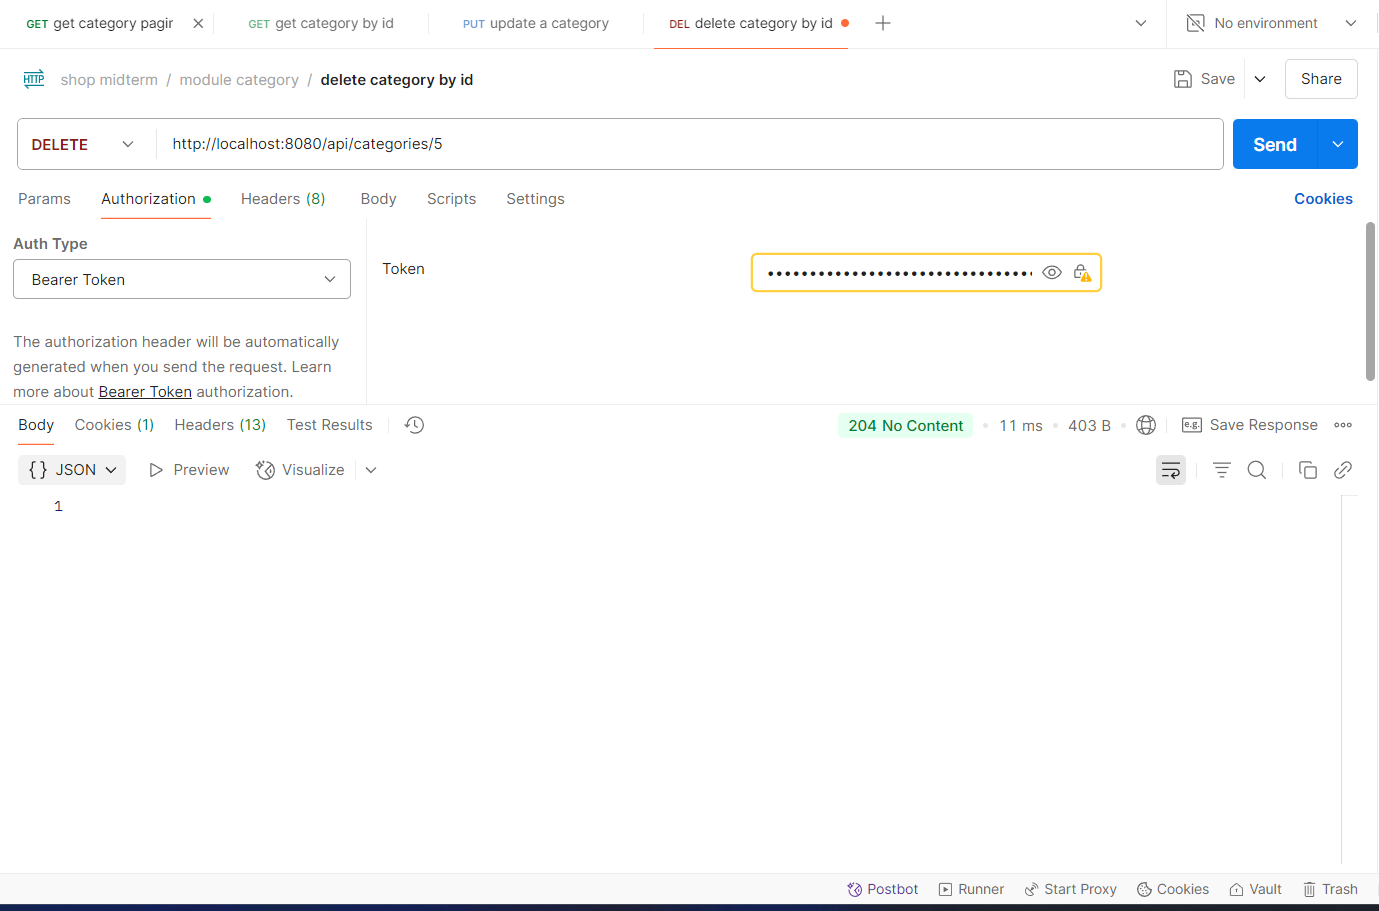 GET get category pagir
GET get category by id
PUT update a category
DEL delete category by id
No environment
HTTP shop midterm / module category / delete category by id
Save
Share
DELETE
http://localhost:8080/api/categories/5
Send
Params
Authorization
Headers (8)
Body
Scripts
Settings
Cookies
Auth Type
Bearer Token
The authorization header will be automatically
generated when you send the request. Learn
more about Bearer Token authorization.
Token
Body
Cookies (1)
Headers (13)
Test Results
204 No Content
11 ms
403 B
e.g. Save Response
{} JSON
Preview
Visualize
1
Postbot
Runner
Start Proxy
Cookies
Vault
Trash